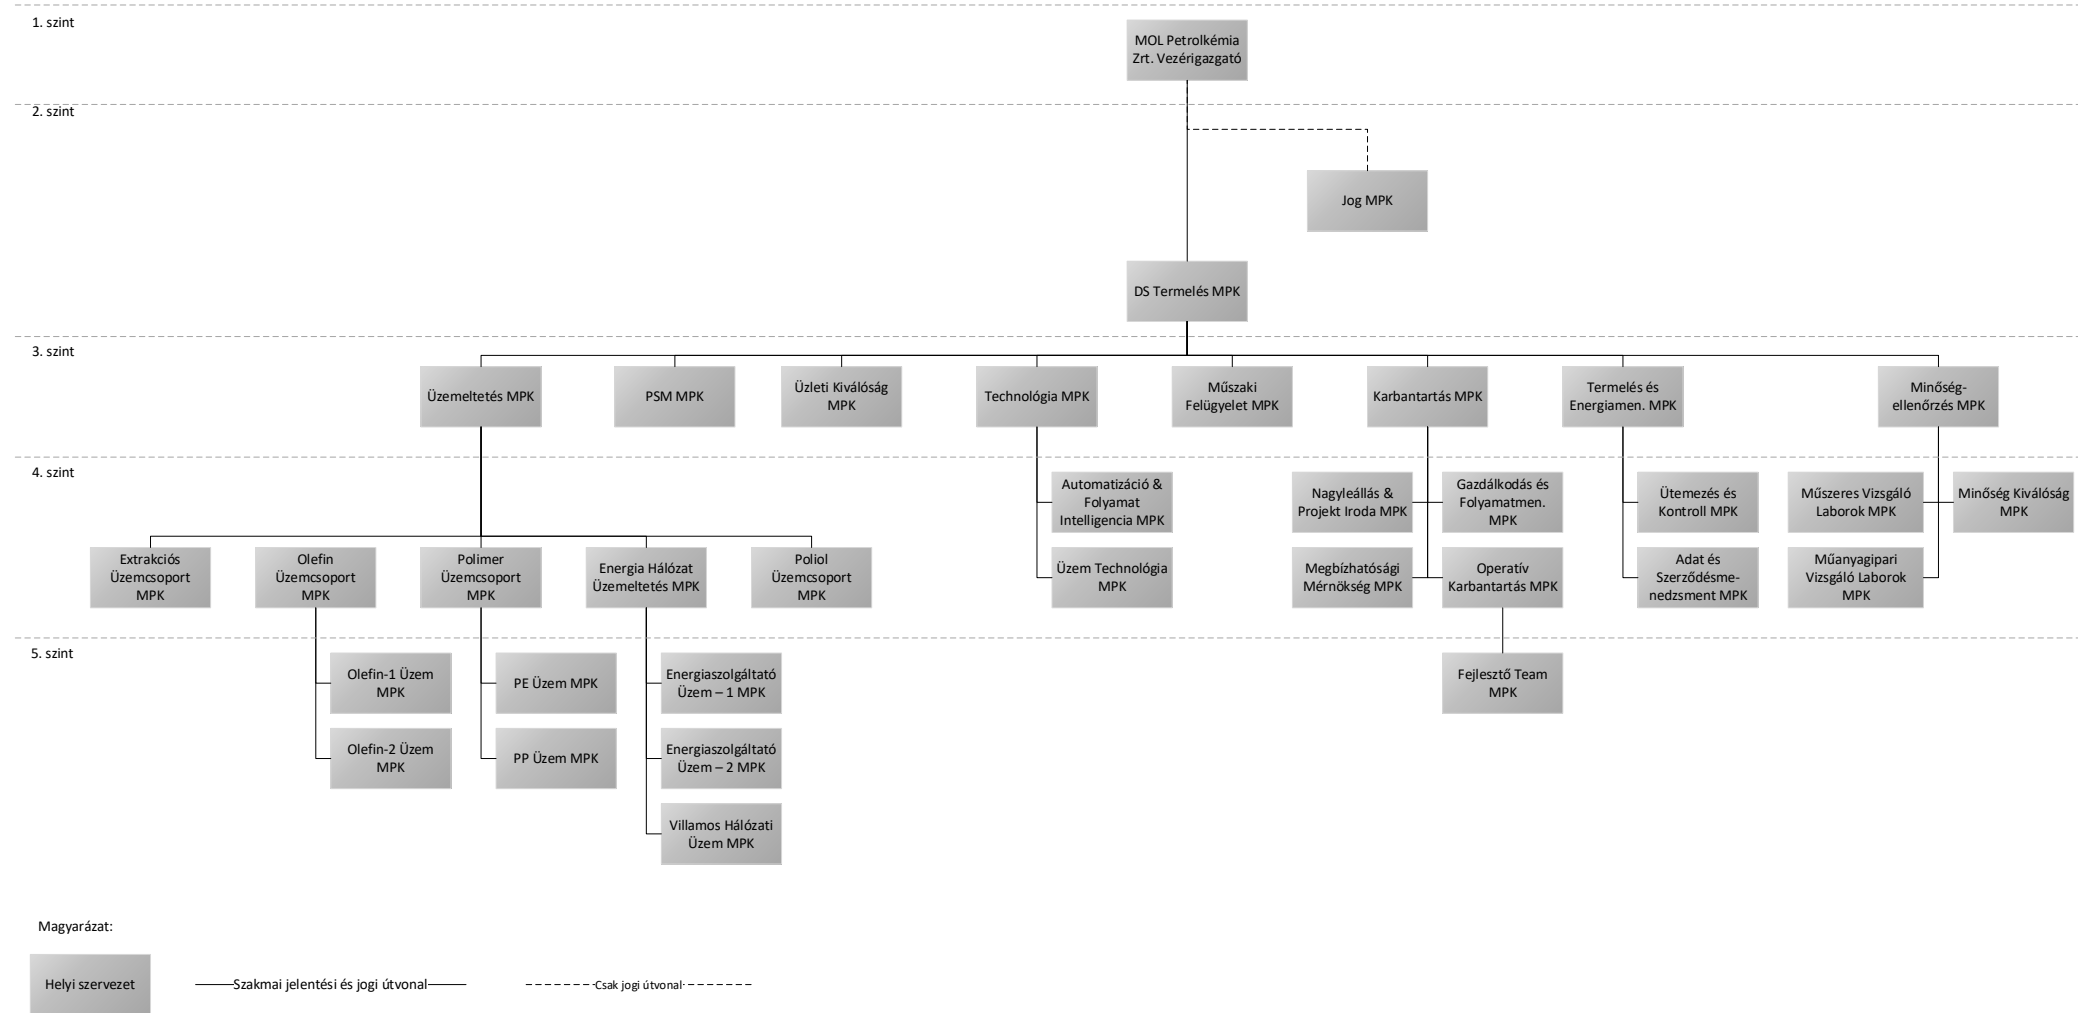 1. szint
MOL Petrolkémia
Zrt. Vezérigazgató
2. szint
Jog MPK
DS Termelés MPK
3. szint
Üzemeltetés MPK
PSM MPK
Üzleti Kiválóság
MPK
Technológia MPK
Műszaki
Felügyelet MPK
Karbantartás MPK
Termelés és
Energiamen. MPK
Minőség-
ellenőrzés MPK
4. szint
Automatizáció &
Folyamat
Intelligencia MPK
Nagyleállás &
Projekt Iroda MPK
Gazdálkodás és
Folyamatmen.
MPK
Ütemezés és
Kontroll MPK
Műszeres Vizsgáló
Laborok MPK
Minőség Kiválóság
MPK
Extrakciós
Üzemcsoport
MPK
Olefin
Üzemcsoport
MPK
Polimer
Üzemcsoport
MPK
Energia Hálózat
Üzemeltetés MPK
Poliol
Üzemcsoport
MPK
Üzem Technológia
MPK
Megbízhatósági
Mérnökség MPK
Operatív
Karbantartás MPK
Adat és
Szerződésme-
nedzsment MPK
Műanyagipari
Vizsgáló Laborok
MPK
5. szint
Olefin-1 Üzem
MPK
PE Üzem MPK
Energiaszolgáltató
Üzem – 1 MPK
Fejlesztő Team
MPK
Olefin-2 Üzem
MPK
PP Üzem MPK
Energiaszolgáltató
Üzem – 2 MPK
Villamos Hálózati
Üzem MPK
Magyarázat:
Helyi szervezet
Szakmai jelentési és jogi útvonal
Csak jogi útvonal